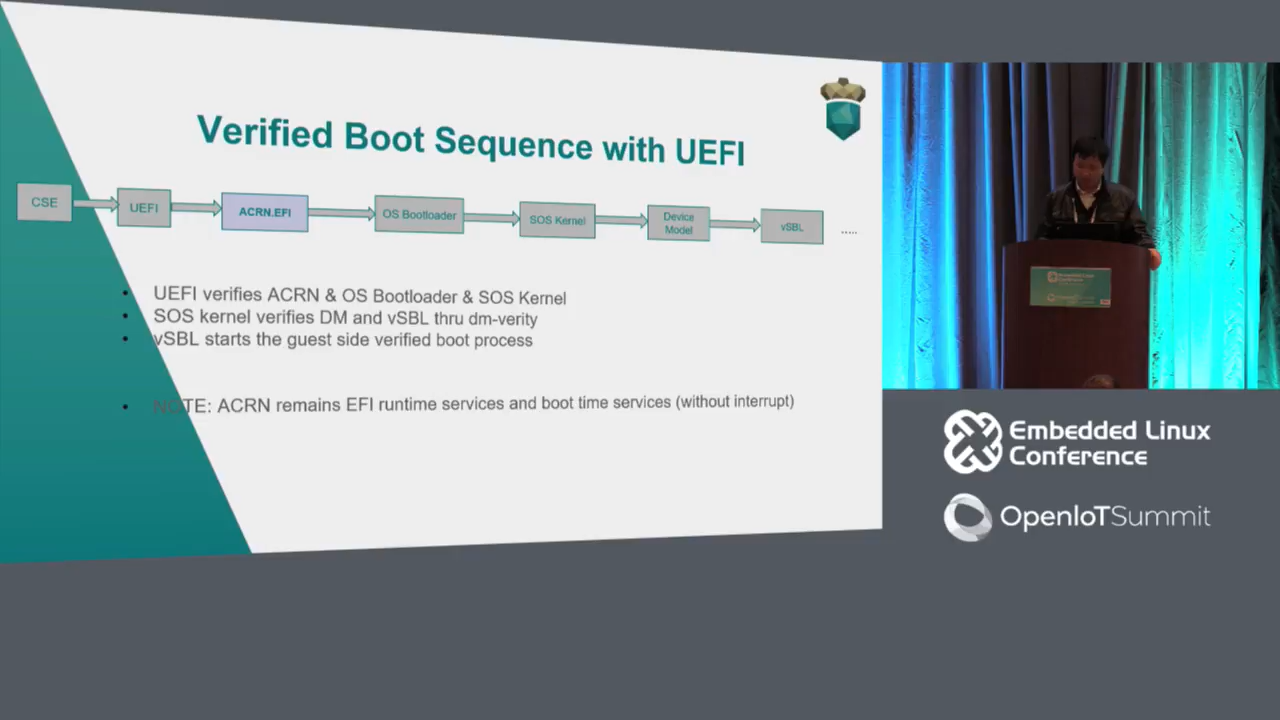 Verified Boot Sequence with UEFI
CSE
UEFI
ACRN.EFI
OS Bootloader
SOS Kernel
Device
Model
vSBL
.....
• UEFI verifies ACRN & OS Bootloader & SOS Kernel
• SOS kernel verifies DM and vSBL thru dm-verity
• vSBL starts the guest side verified boot process
• NOTE: ACRN remains EFI runtime services and boot time services (without interrupt)
Embedded Linux
Conference
OpenIoTSummit